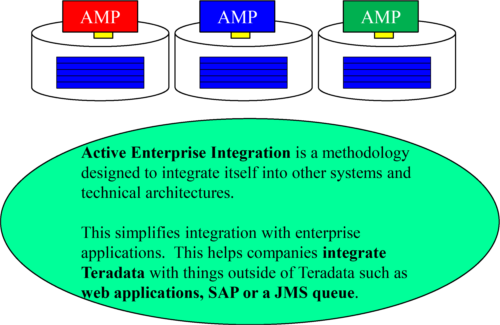 AMP AMP AMP
Active Enterprise Integration is a methodology
designed to integrate itself into other systems and
technical architectures.
This simplifies integration with enterprise
applications.  This helps companies integrate
Teradata with things outside of Teradata such as
web applications, SAP or a JMS queue.